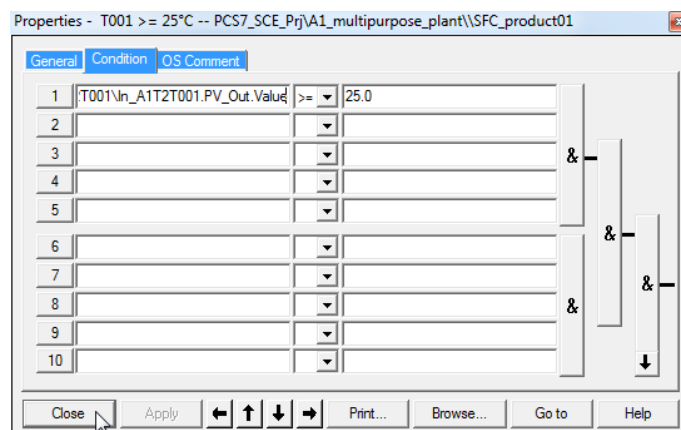 Properties - T001 >= 25°C -- PCS7_SCE_Prj\A1_multipurpose_plant\\SFC_product01
General Condition OS Comment
1 :T001\In_A1T2T001.PV_Out.Value >= 25.0
2
3 &
4
5
6 &
7 &
8 &
9
10
Close Apply Print... Browse... Go to Help